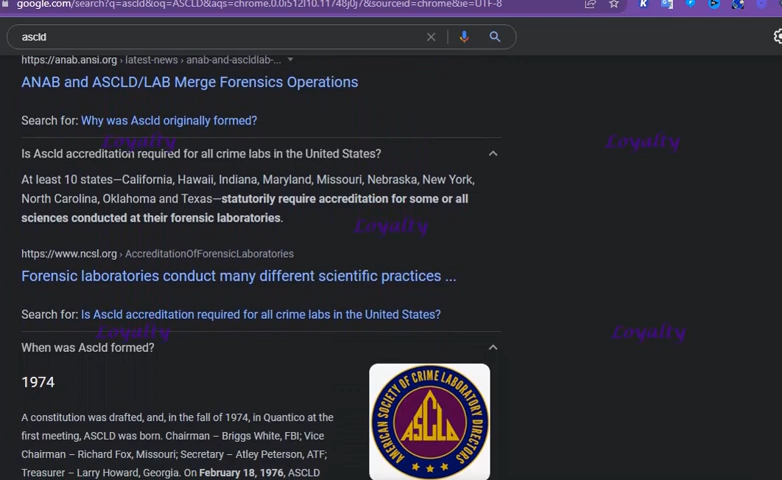 google.com/search?q=ascld&oq=ASCLD&aqs=chrome.0.0i512l10.11748j0j7&sourceid=chrome&ie=UTF-8
ascld
https://anab.ansi.org › latest-news › anab-and-ascldlab-...
ANAB and ASCLD/LAB Merge Forensics Operations
Search for: Why was Ascld originally formed?
Loyalty
Loyalty
Is Ascld accreditation required for all crime labs in the United States?
At least 10 states—California, Hawaii, Indiana, Maryland, Missouri, Nebraska, New York,
North Carolina, Oklahoma and Texas—statutorily require accreditation for some or all
sciences conducted at their forensic laboratories.
Loyalty
https://www.ncsl.org › AccreditationOfForensicLaboratories
Forensic laboratories conduct many different scientific practices ...
Search for: Is Ascld accreditation required for all crime labs in the United States?
Loyalty
Loyalty
When was Ascld formed?
1974
A constitution was drafted, and, in the fall of 1974, in Quantico at the
first meeting, ASCLD was born. Chairman – Briggs White, FBI; Vice
Chairman – Richard Fox, Missouri; Secretary – Atley Peterson, ATF;
Treasurer – Larry Howard, Georgia. On February 18, 1976, ASCLD
AMERICAN SOCIETY OF CRIME LABORATORY DIRECTORS
ASCLD